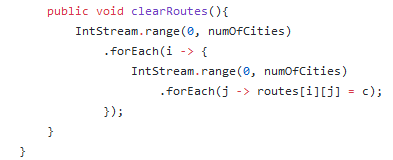 public void clearRoutes(){
IntStream.range(0, numOfCities)
.forEach(i -> {
IntStream.range(0, numOfCities)
.forEach(j -> routes[i][j] = c);
});
}
}